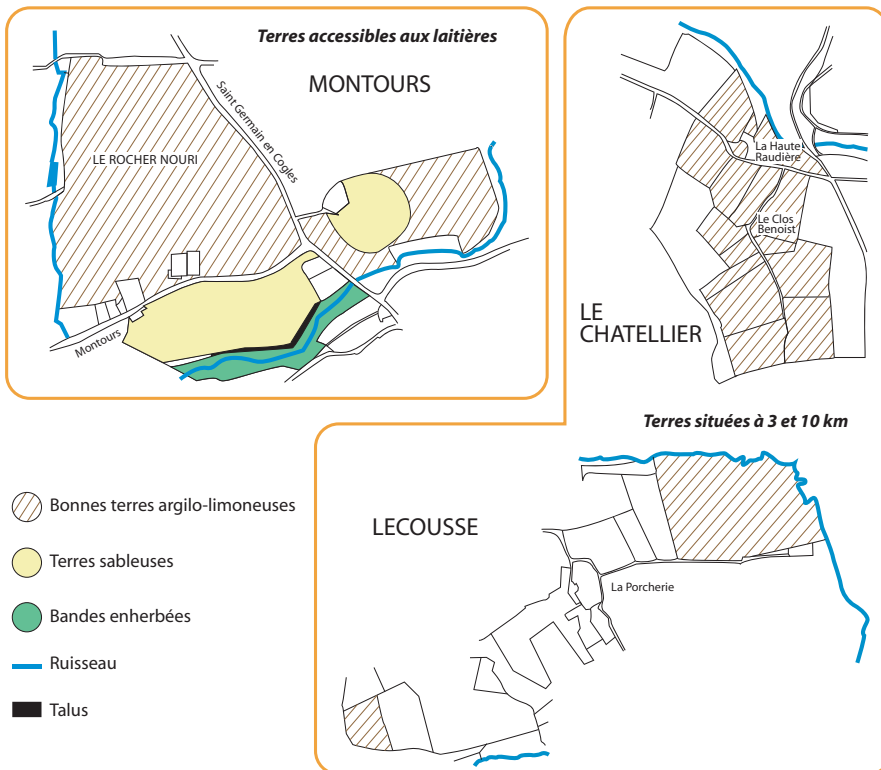 Terres accessibles aux laitières
MONTOURS
Saint Germain en Cogles
LE ROCHER NOURI
Montours
La Haute
Raudière
Le Clos
Benoist
LE
CHATELLIER
Terres situées à 3 et 10 km
LECOUSSE
La Porcherie
Bonnes terres argilo-limoneuses
Terres sableuses
Bandes enherbées
Ruisseau
Talus